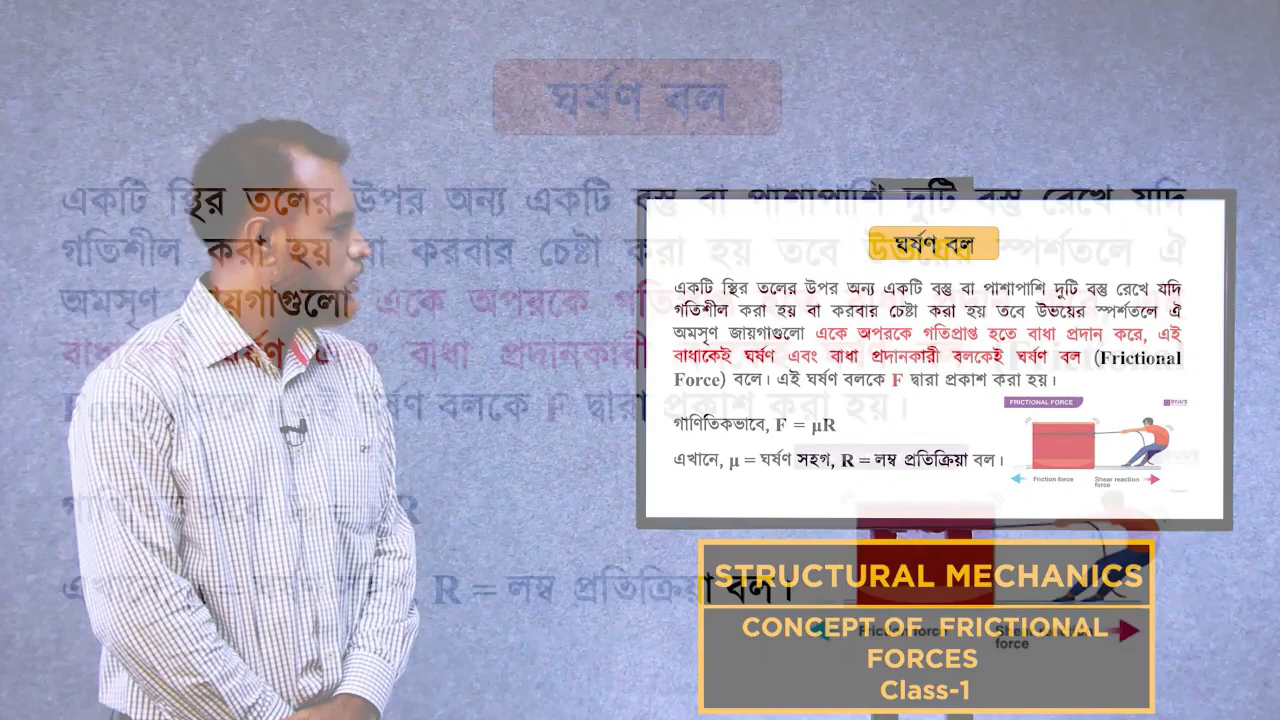 ঘর্ষণ বল
একটি স্থির তলের উপর অন্য একটি বস্তু বা পাশাপাশি দুটি বস্তু রেখে যদি
গতিশীল করা হয় বা করবার চেষ্টা করা হয় তবে উভয়ের স্পর্শতলে ঐ
অমসৃণ জায়গাগুলো একে অপরকে গতিপ্রাপ্ত হতে বাধা প্রদান করে, এই
বাধাকেই ঘর্ষণ এবং বাধা প্রদানকারী বলকেই ঘর্ষণ বল (Frictional
Force) বলে। এই ঘর্ষণ বলকে F দ্বারা প্রকাশ করা হয়।
FRICTIONAL FORCE
BYJU'S
গাণিতিকভাবে, F = μR
এখানে, μ = ঘর্ষণ সহগ, R = লম্ব প্রতিক্রিয়া বল।
Friction force
Shear reaction
force
STRUCTURAL MECHANICS
CONCEPT OF FRICTIONAL
FORCES
Class-1